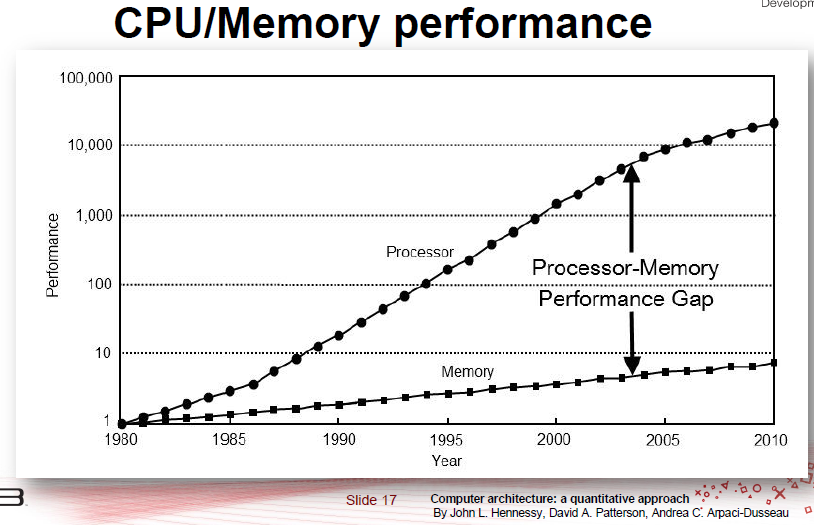 Developm
CPU/Memory performance
100,000
10,000
1,000
100
10
1
Performance
Processor
Processor-Memory
Performance Gap
Memory
1980 1985 1990 1995 2000 2005 2010
Year
Slide 17
Computer architecture: a quantitative approach
By John L. Hennessy, David A. Patterson, Andrea C. Arpaci-Dusseau